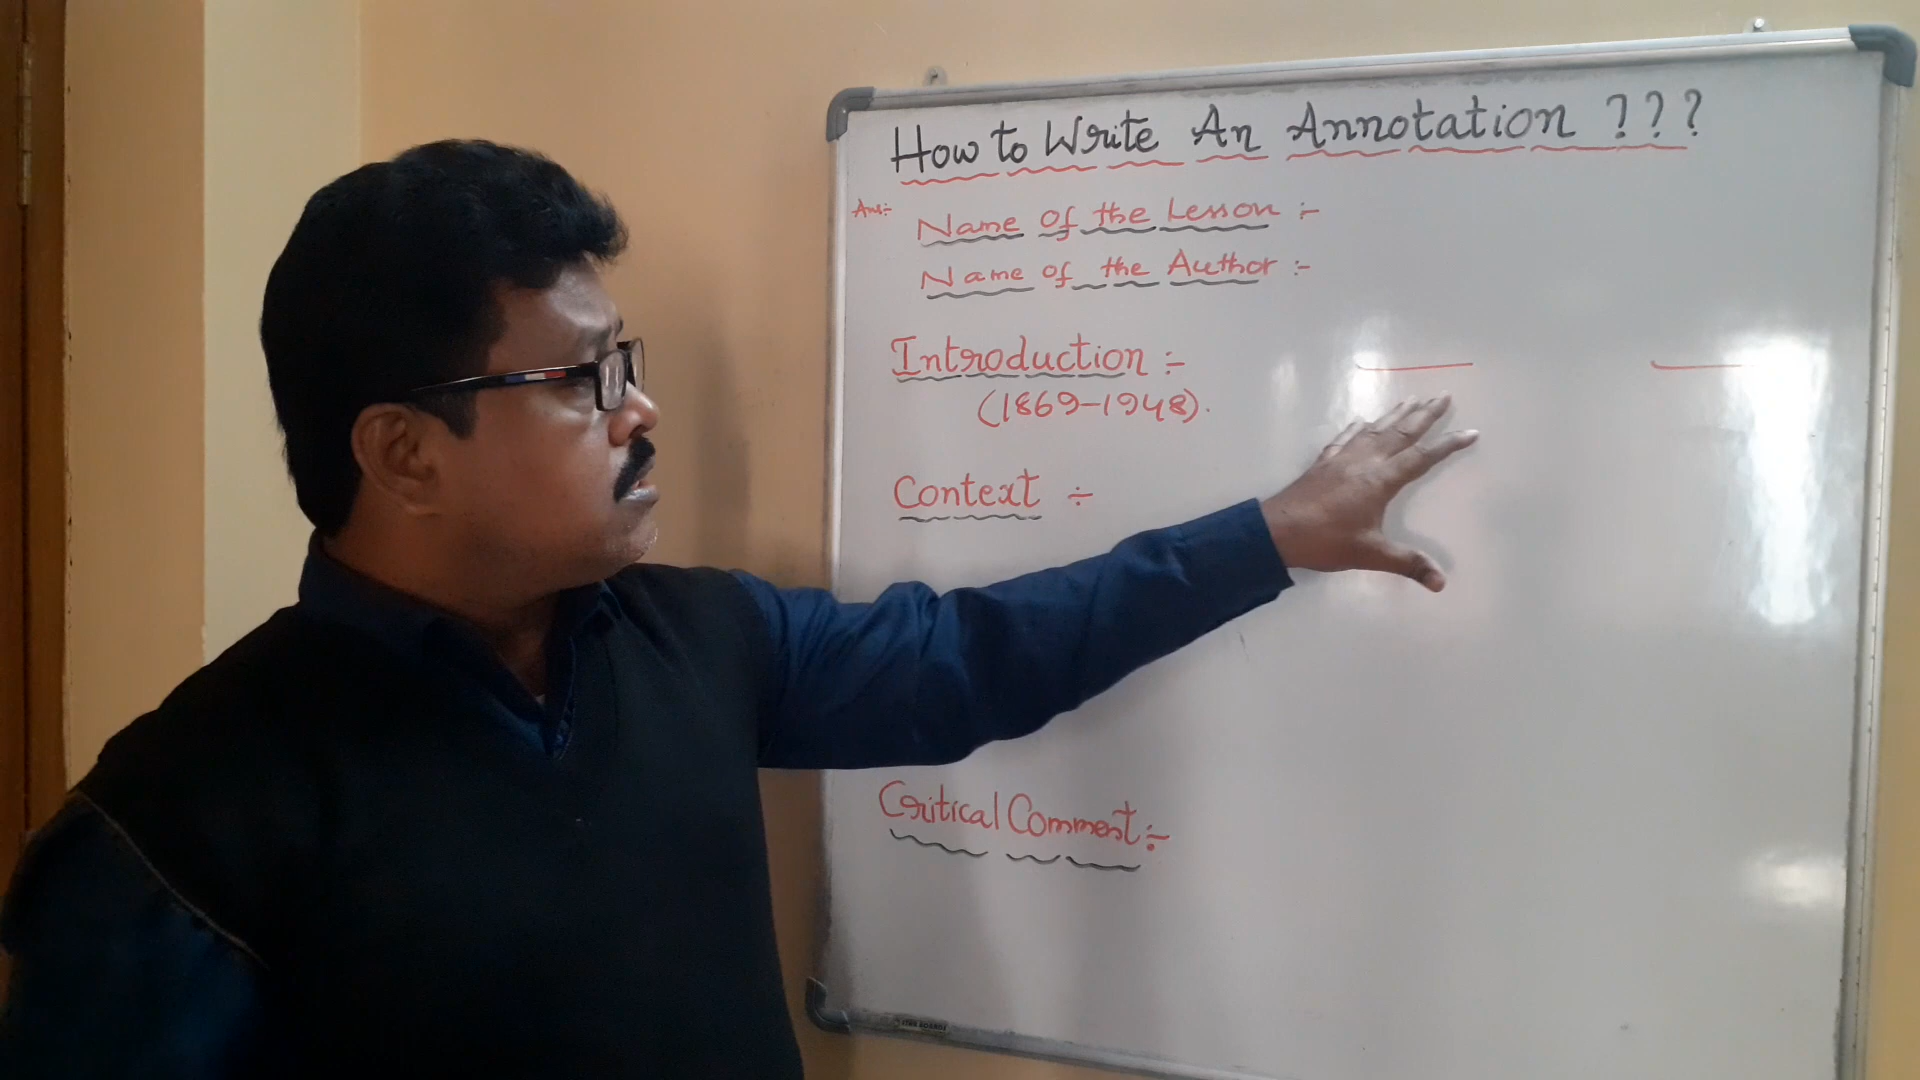 How to Write An Annotation ???
Ans:-
Name of the Lesson :-
Name of the Author :-
Introduction :-
(1869-1948).
Context ÷
Critical Comment :-